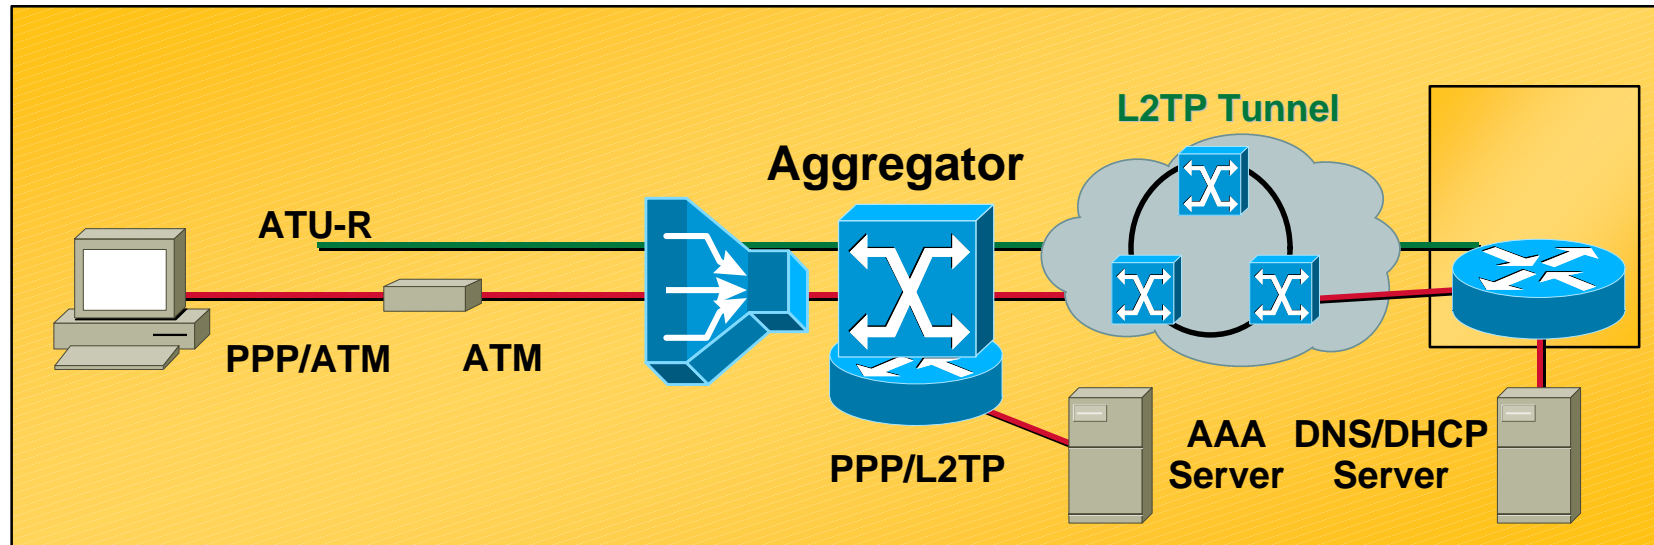 L2TP Tunnel
Aggregator
ATU-R
PPP/ATM
ATM
PPP/L2TP
AAA
Server
DNS/DHCP
Server